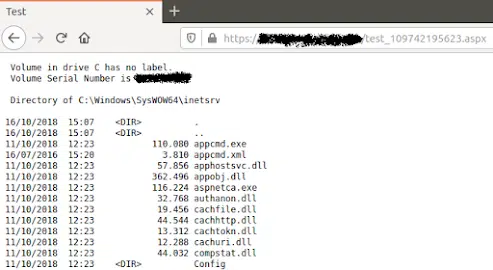 Test
https:// /test_109742195623.aspx
Volume in drive C has no label.
Volume Serial Number is
Directory of C:\Windows\SysWOW64\inetsrv
16/10/2018  15:07    <DIR>          .
16/10/2018  15:07    <DIR>          ..
11/10/2018  12:23           110.080 appcmd.exe
16/07/2016  15:20             3.810 appcmd.xml
11/10/2018  12:23            57.856 apphostsvc.dll
11/10/2018  12:23           362.496 appobj.dll
11/10/2018  12:23           116.224 aspnetca.exe
11/10/2018  12:23            32.768 authanon.dll
11/10/2018  12:23            19.456 cachfile.dll
11/10/2018  12:23            44.544 cachhttp.dll
11/10/2018  12:23            13.312 cachtokn.dll
11/10/2018  12:23            12.288 cachuri.dll
11/10/2018  12:23            44.032 compstat.dll
11/10/2018  12:23    <DIR>          Config